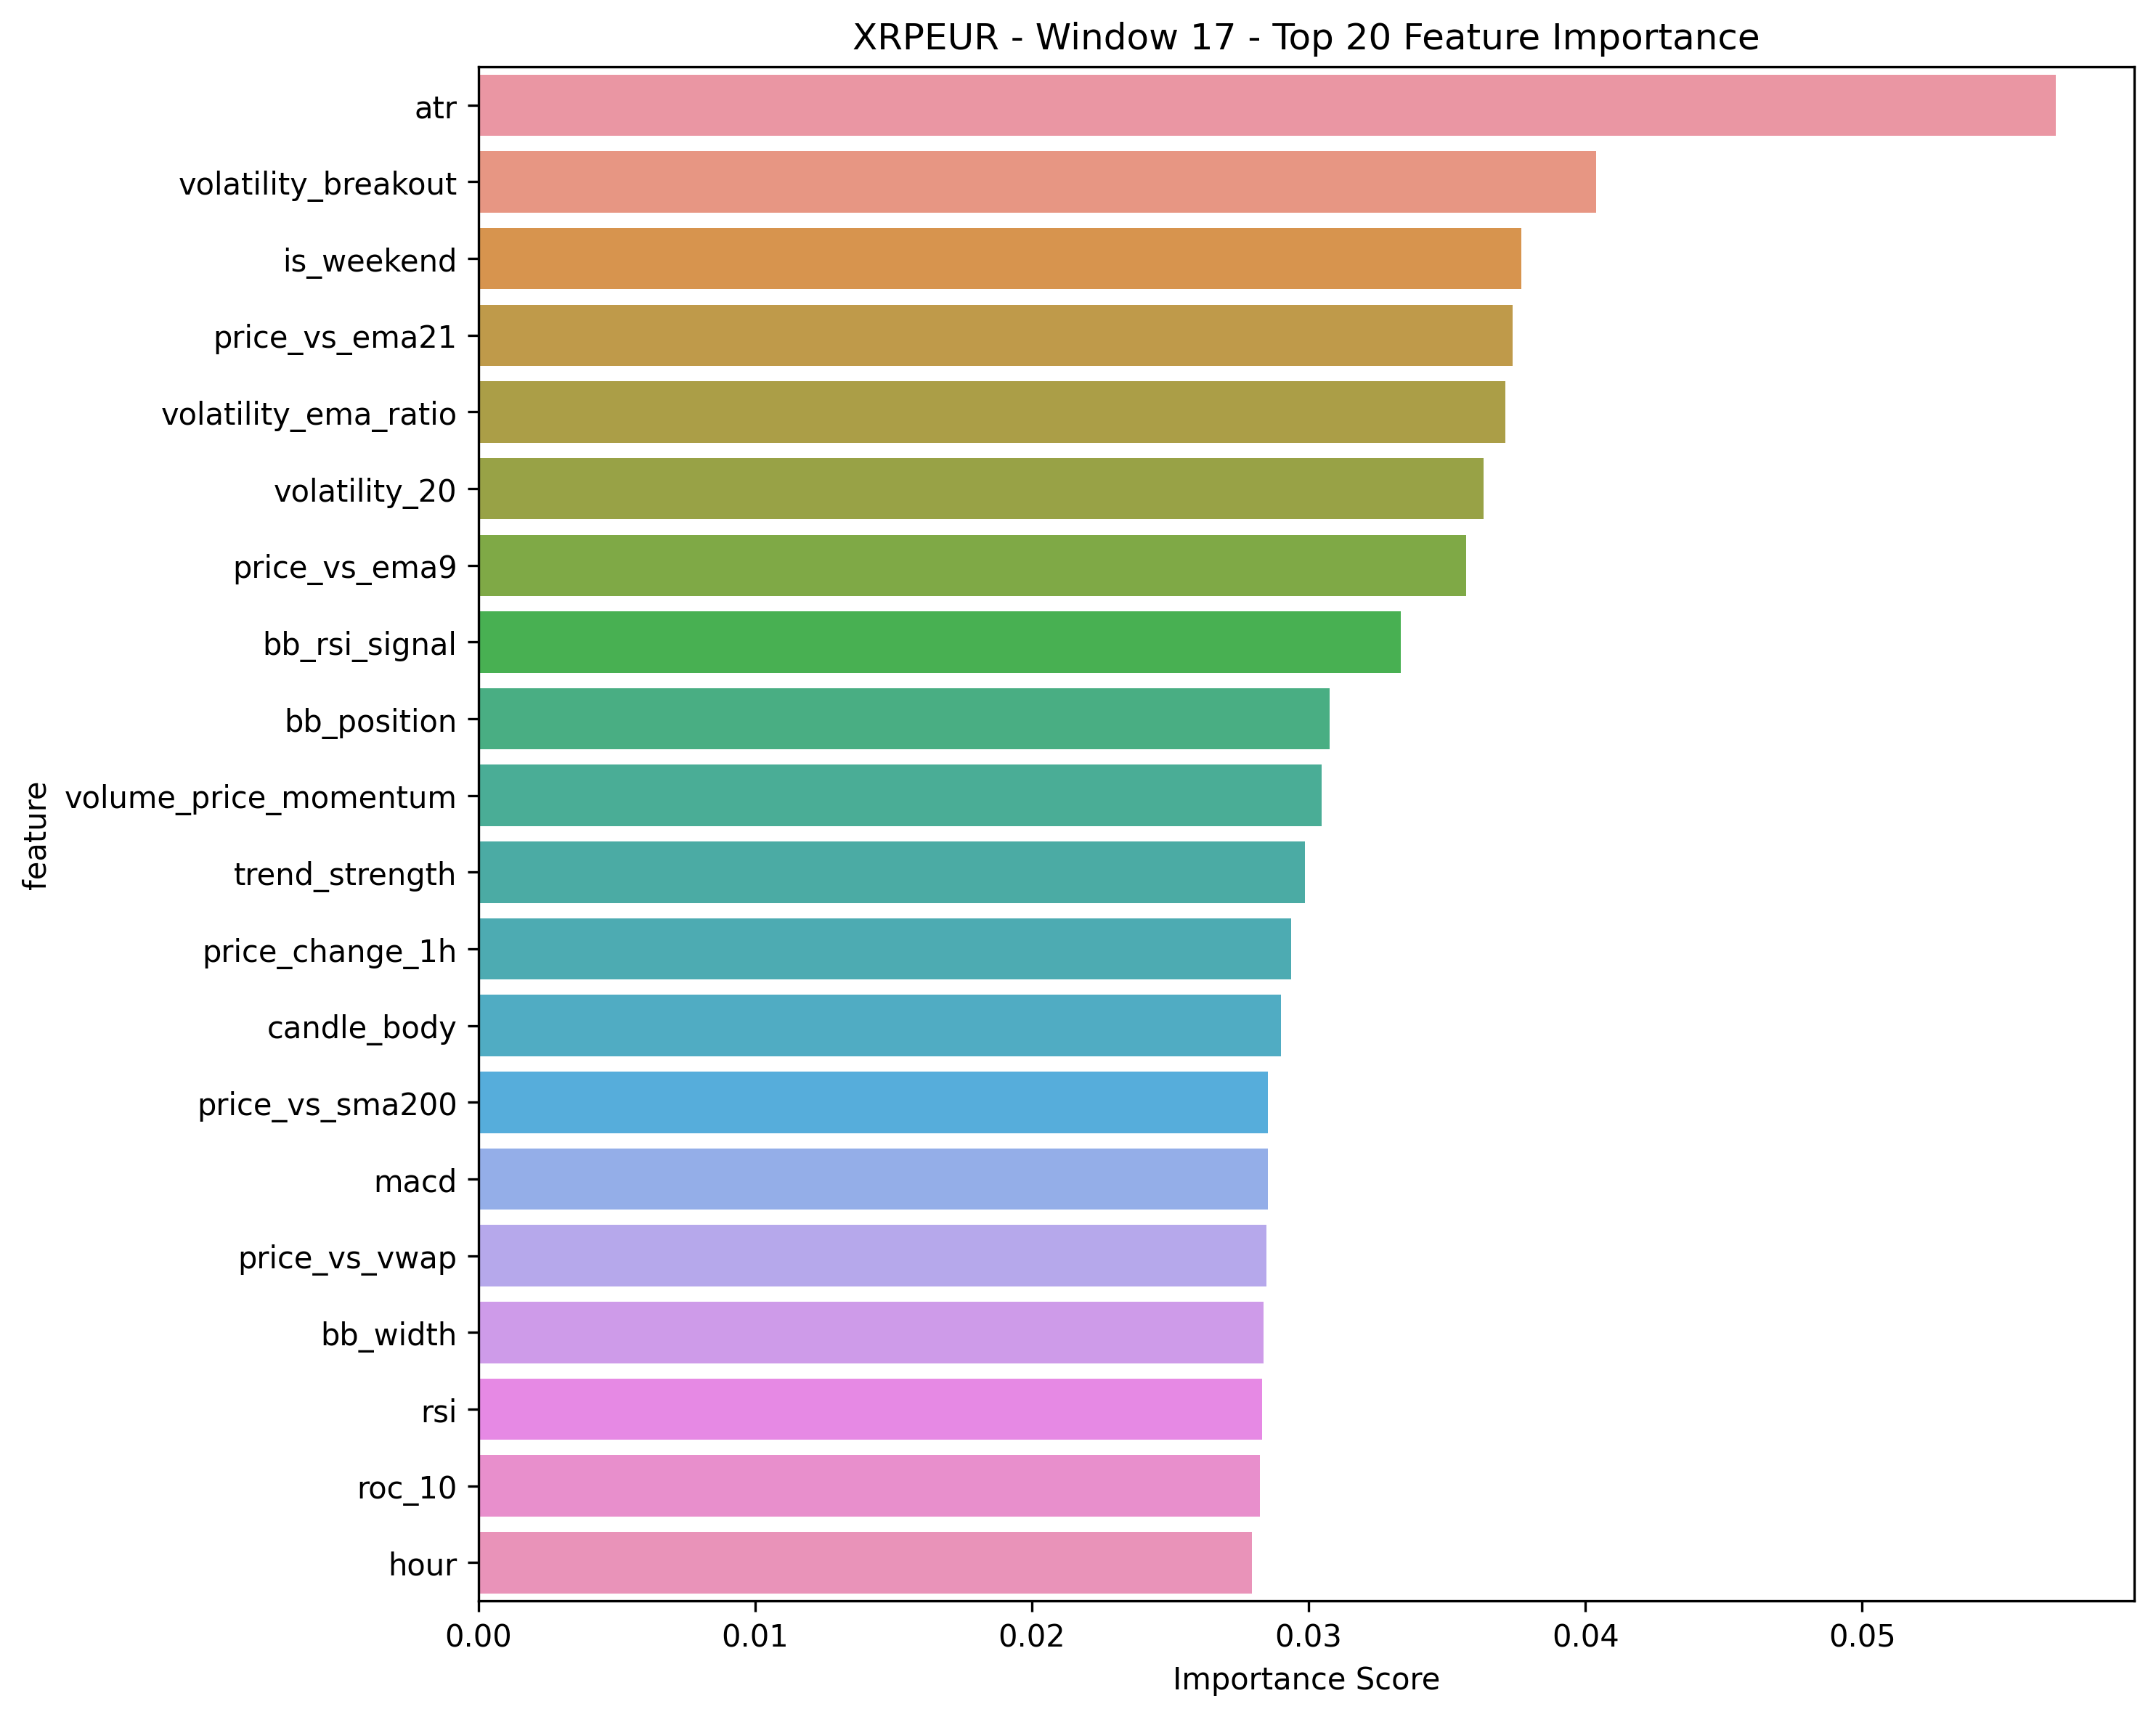 XRPEUR - Window 17 - Top 20 Feature Importance
atr
volatility_breakout
is_weekend
price_vs_ema21
volatility_ema_ratio
volatility_20
price_vs_ema9
bb_rsi_signal
bb_position
volume_price_momentum
trend_strength
price_change_1h
candle_body
price_vs_sma200
macd
price_vs_vwap
bb_width
rsi
roc_10
hour
feature
0.00 0.01 0.02 0.03 0.04 0.05
Importance Score